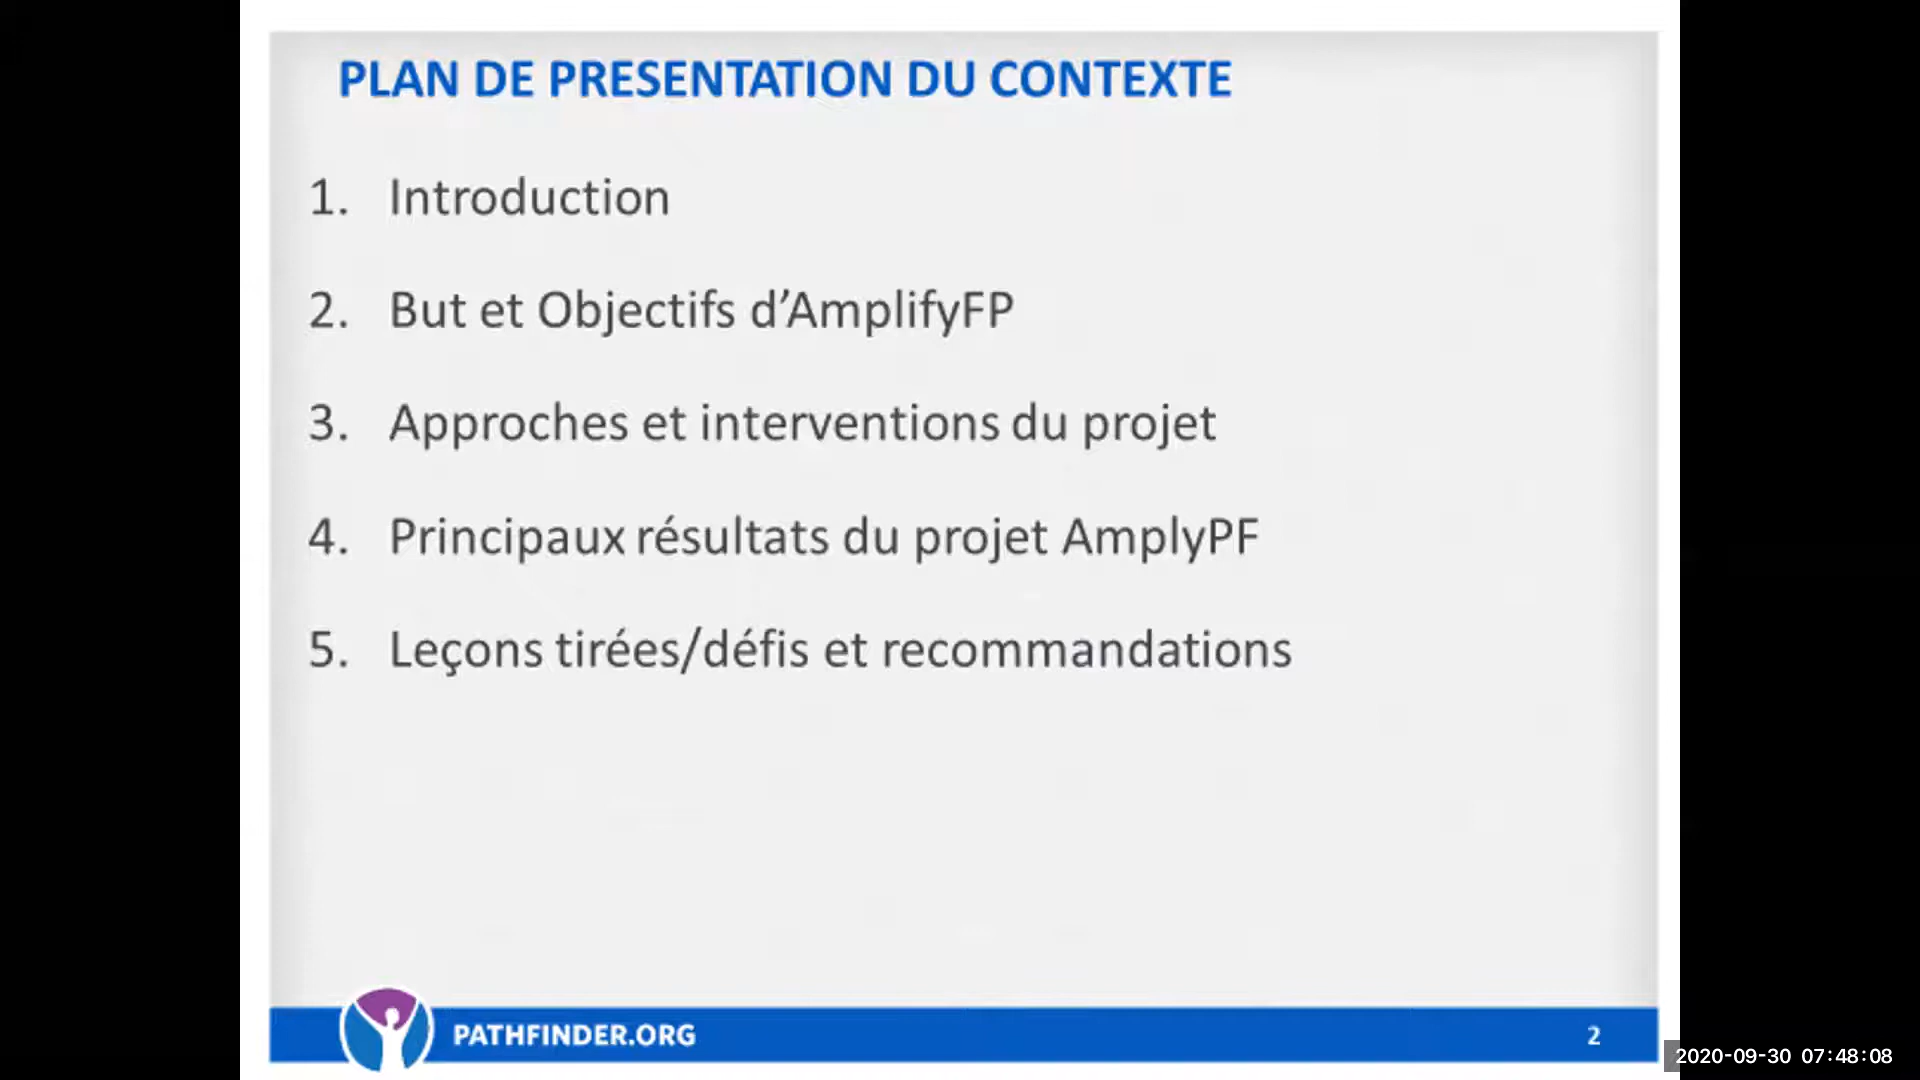 PLAN DE PRESENTATION DU CONTEXTE
1. Introduction
2. But et Objectifs d’AmplifyFP
3. Approches et interventions du projet
4. Principaux résultats du projet AmplyPF
5. Leçons tirées/défis et recommandations
PATHFINDER.ORG
2
2020-09-30 07:48:08